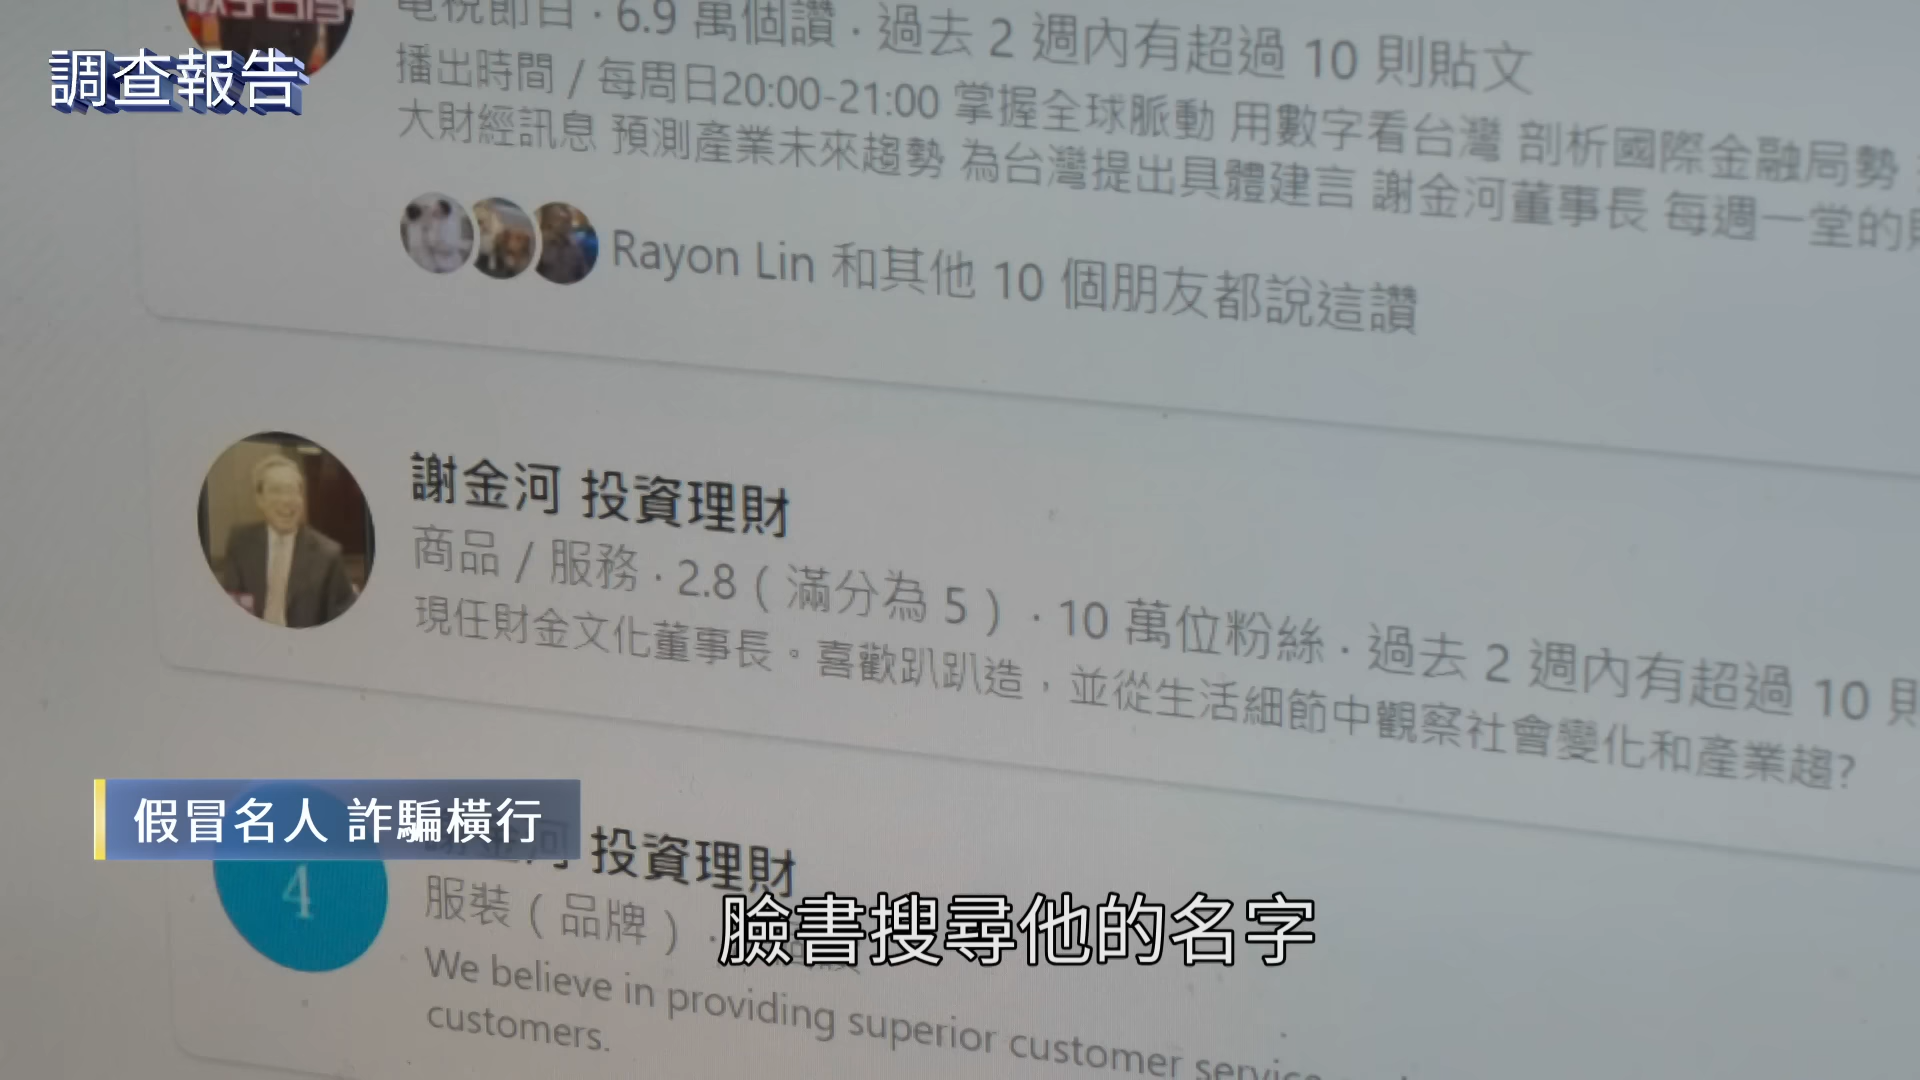 調查報告
電視節目 · 6.9 萬個讚 · 過去 2 週內有超過 10 則貼文
播出時間 / 每周日20:00-21:00 掌握全球脈動 用數字看台灣 剖析國際金融局勢
大財經訊息 預測產業未來趨勢 為台灣提出具體建言 謝金河董事長 每週一堂的
Rayon Lin 和其他 10 個朋友都說這讚
謝金河 投資理財
商品 / 服務 · 2.8 ( 滿分為 5 ) · 10 萬位粉絲 · 過去 2 週內有超過 10 則
現任財金文化董事長。喜歡趴趴造，並從生活細節中觀察社會變化和產業趨?
假冒名人 詐騙橫行
4
投資理財
服裝 ( 品牌 ) ·
臉書搜尋他的名字
We believe in providing superior customer service
customers.